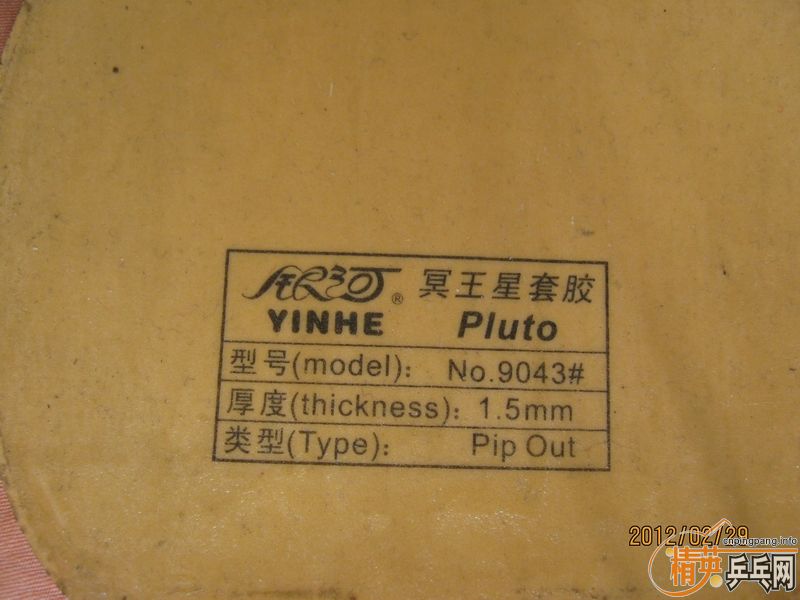 银河® 冥王星套胶
YINHE Pluto
型号(model)： No.9043#
厚度(thickness)：1.5mm
类型(Type)： Pip Out
2012/02/29
cnpingpang.info
精英乒乓网